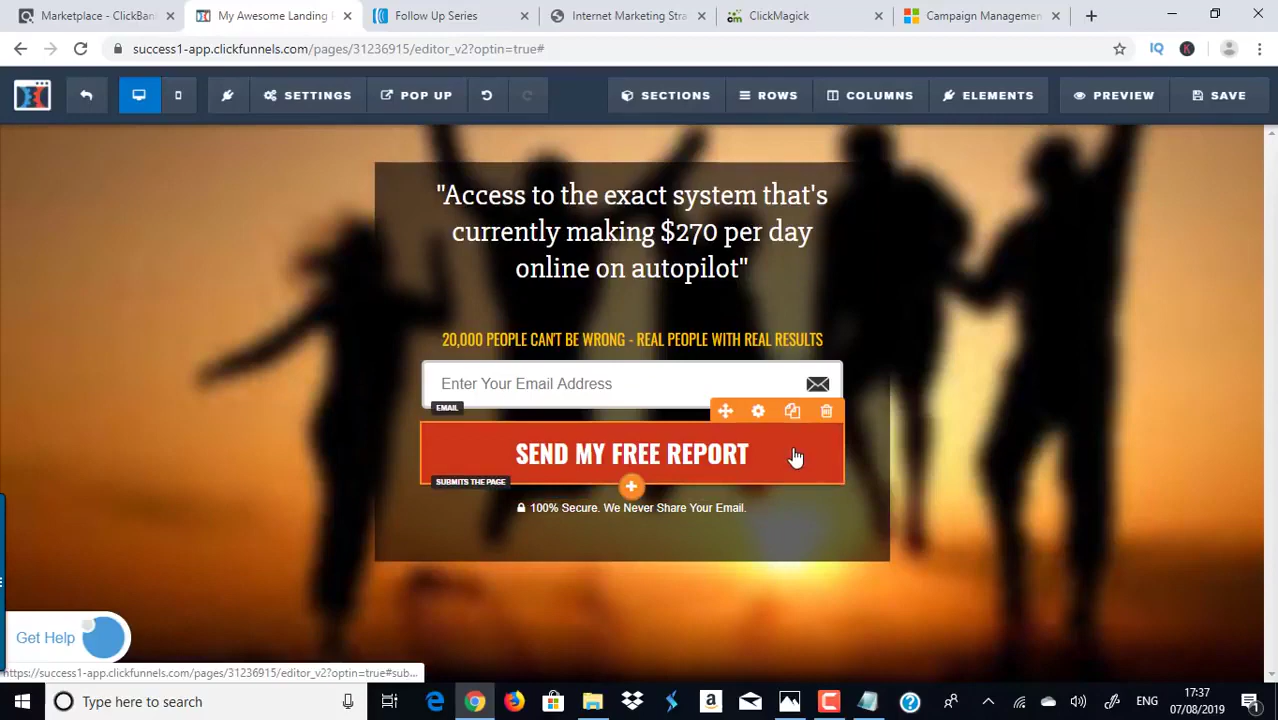 Marketplace - ClickBan
My Awesome Landing
Follow Up Series
Internet Marketing Stra
ClickMagick
Campaign Managemen
success1-app.clickfunnels.com/pages/31236915/editor_v2?optin=true#
SETTINGS
POP UP
SECTIONS
ROWS
COLUMNS
ELEMENTS
PREVIEW
SAVE
"Access to the exact system that's
currently making $270 per day
online on autopilot"
20,000 PEOPLE CAN'T BE WRONG - REAL PEOPLE WITH REAL RESULTS
Enter Your Email Address
EMAIL
SEND MY FREE REPORT
SUBMITS THE PAGE
100% Secure. We Never Share Your Email.
Get Help
https://success1-app.clickfunnels.com/pages/31236915/editor_v2?optin=true#sub...
Type here to search
ENG
17:37
07/08/2019